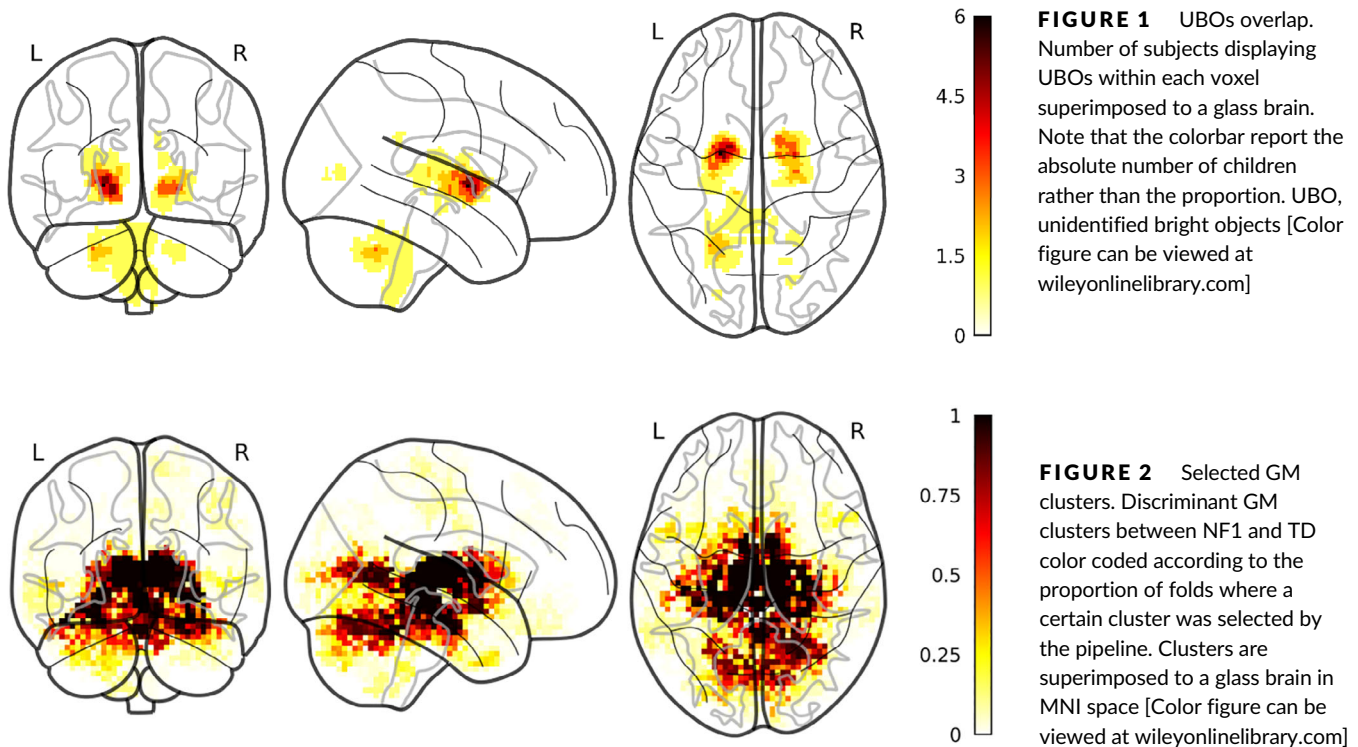 L
R
L
R
6
4.5
3
1.5
0
FIGURE 1 UBOs overlap.
Number of subjects displaying
UBOs within each voxel
superimposed to a glass brain.
Note that the colorbar report the
absolute number of children
rather than the proportion. UBO,
unidentified bright objects [Color
figure can be viewed at
wileyonlinelibrary.com]
L
R
L
R
1
0.75
0.5
0.25
0
FIGURE 2 Selected GM
clusters. Discriminant GM
clusters between NF1 and TD
color coded according to the
proportion of folds where a
certain cluster was selected by
the pipeline. Clusters are
superimposed to a glass brain in
MNI space [Color figure can be
viewed at wileyonlinelibrary.com]